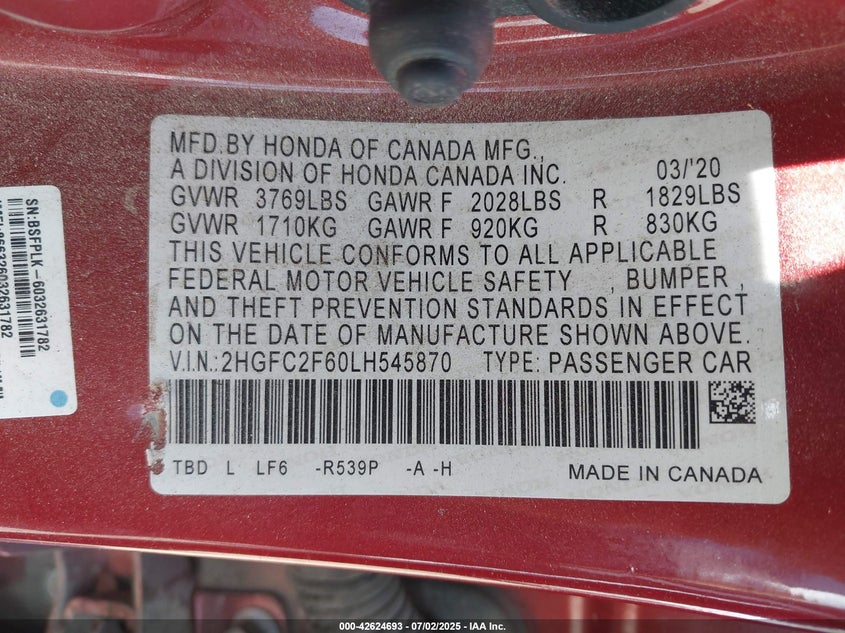 MFD.BY HONDA OF CANADA MFG.,
A DIVISION OF HONDA CANADA INC. 03/'20
GVWR 3769LBS GAWR F 2028LBS R 1829LBS
GVWR 1710KG GAWR F 920KG R 830KG
THIS VEHICLE CONFORMS TO ALL APPLICABLE
FEDERAL MOTOR VEHICLE SAFETY , BUMPER ,
AND THEFT PREVENTION STANDARDS IN EFFECT
ON THE DATE OF MANUFACTURE SHOWN ABOVE.
V.I.N.:2HGFC2F60LH545870 TYPE: PASSENGER CAR
TBD L LF6 -R539P -A -H MADE IN CANADA
SN:BSFPLK-6032631782
000-42624693 - 07/02/2025 - IAA Inc.